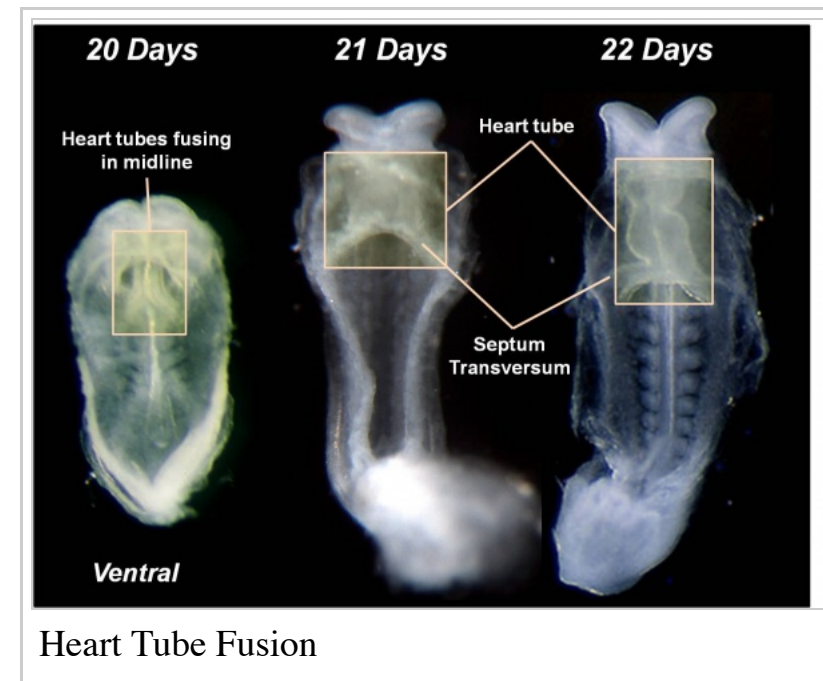 20 Days
21 Days
22 Days
Heart tubes fusing
in midline
Heart tube
Septum
Transversum
Ventral
Heart Tube Fusion